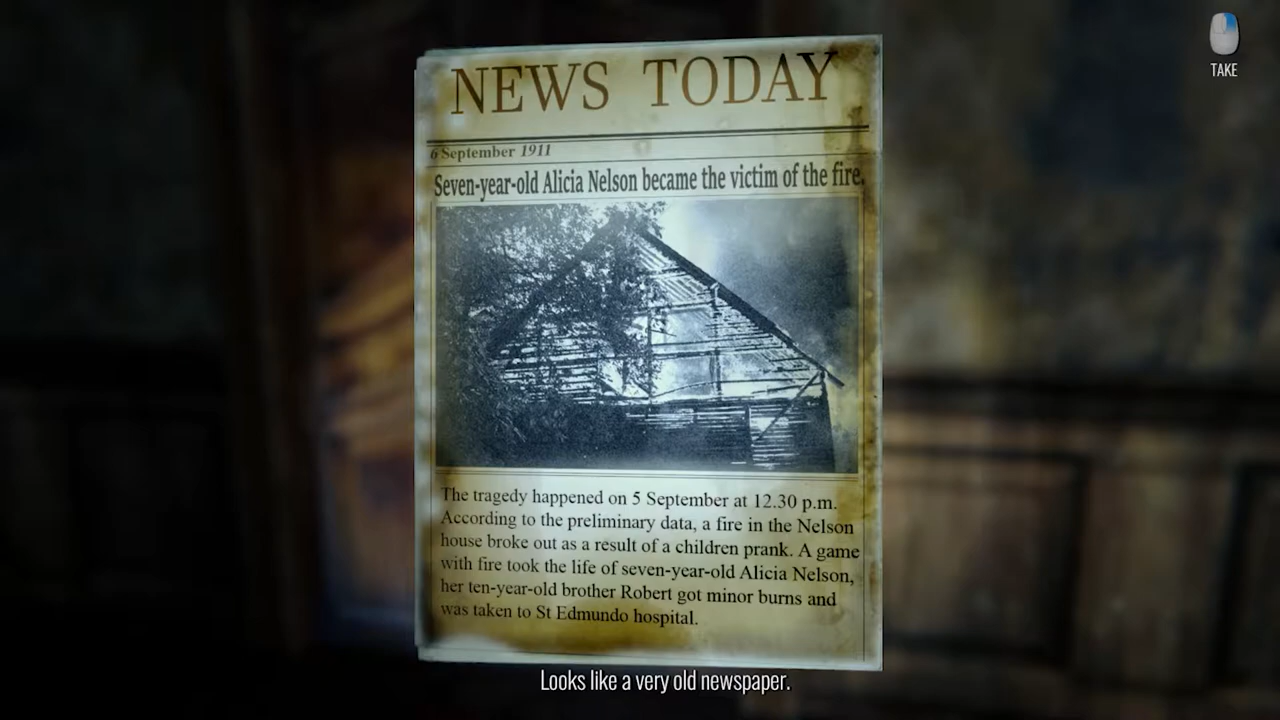 TAKE
NEWS TODAY
6 September 1911
Seven-year-old Alicia Nelson became the victim of the fire.
The tragedy happened on 5 September at 12.30 p.m.
According to the preliminary data, a fire in the Nelson
house broke out as a result of a children prank. A game
with fire took the life of seven-year-old Alicia Nelson,
her ten-year-old brother Robert got minor burns and
was taken to St Edmundo hospital.
Looks like a very old newspaper.